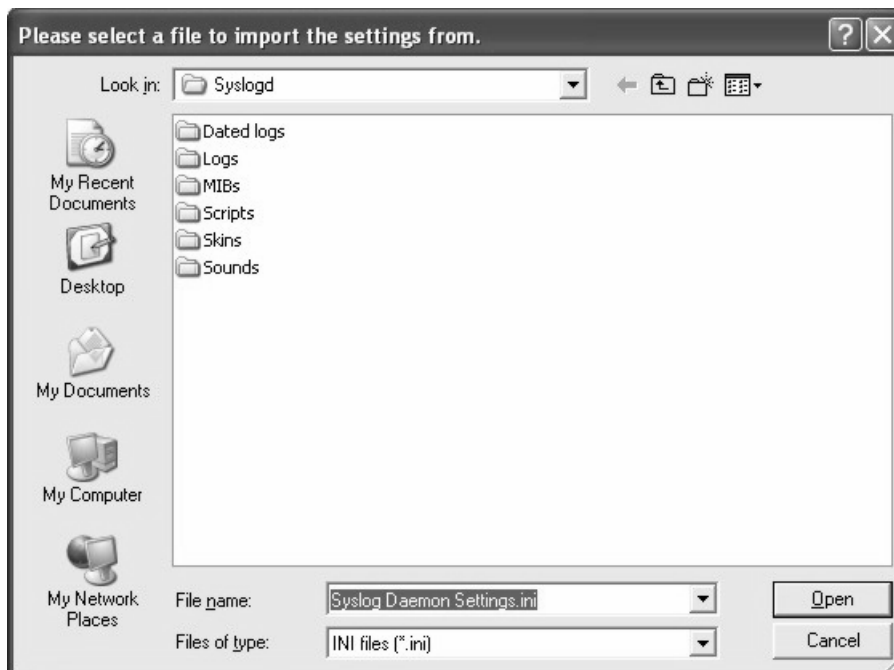 Please select a file to import the settings from.
Look in:
Syslogd
Dated logs
Logs
MIBs
Scripts
Skins
Sounds
My Recent
Documents
Desktop
My Documents
My Computer
My Network
Places
File name:
Syslog Daemon Settings.ini
Open
Files of type:
INI files (*.ini)
Cancel